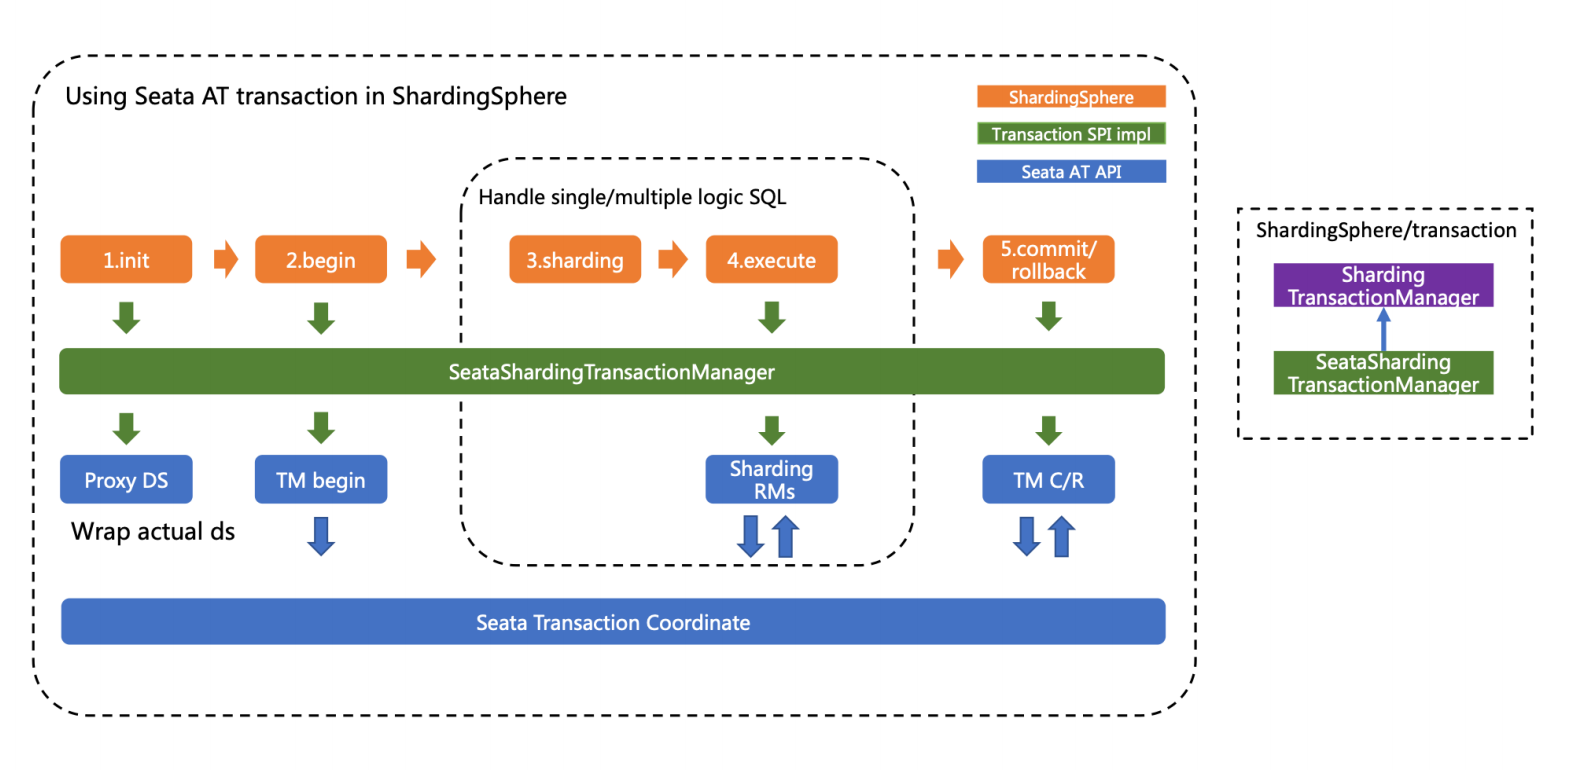 Using Seata AT transaction in ShardingSphere
ShardingSphere
Transaction SPI impl
Seata AT API
Handle single/multiple logic SQL
1.init
2.begin
3.sharding
4.execute
5.commit/
rollback
SeataShardingTransactionManager
Proxy DS
TM begin
Sharding
RMs
TM C/R
Wrap actual ds
Seata Transaction Coordinate
ShardingSphere/transaction
Sharding
TransactionManager
SeataSharding
TransactionManager